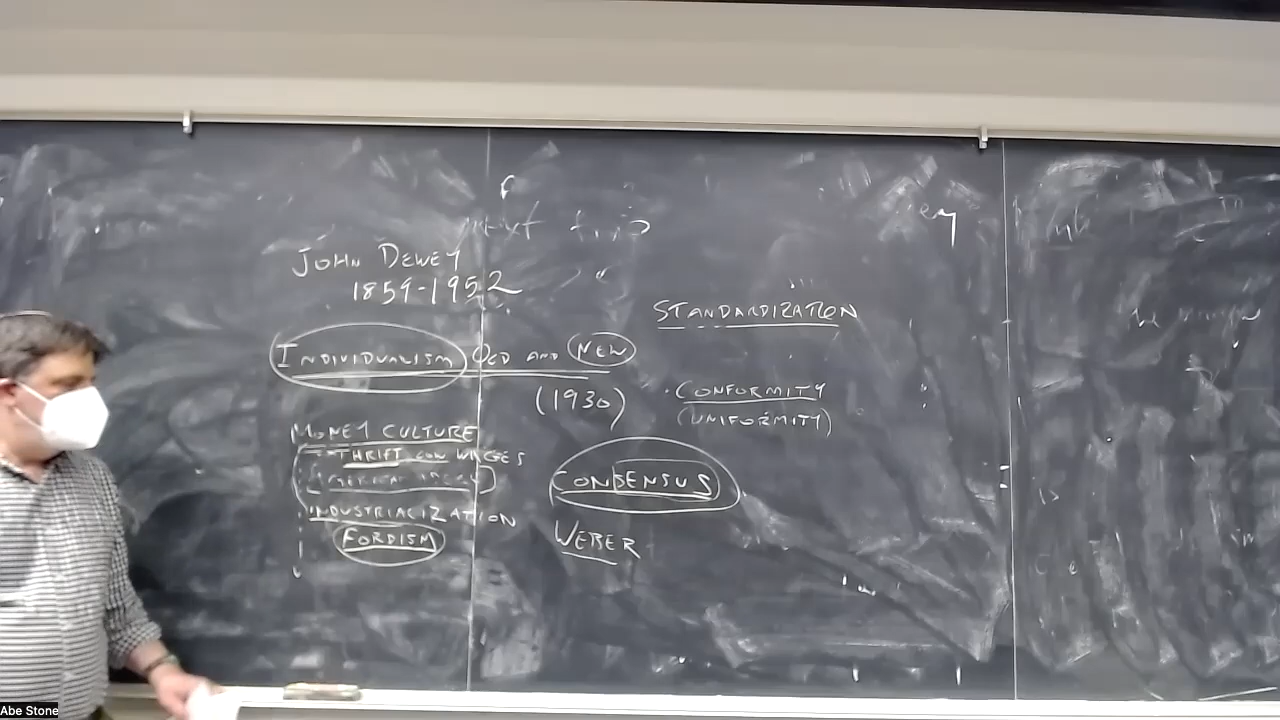 JOHN DEWEY
1859-1952
INDIVIDUALISM OLD AND NEW
(1930)
MONEY CULTURE
THRIFT LOW WAGES
INDUSTRIALIZATION
FORDISM
STANDARDIZATION
CONFORMITY
(UNIFORMITY)
CONSENSUS
WEBER
Abe Stone